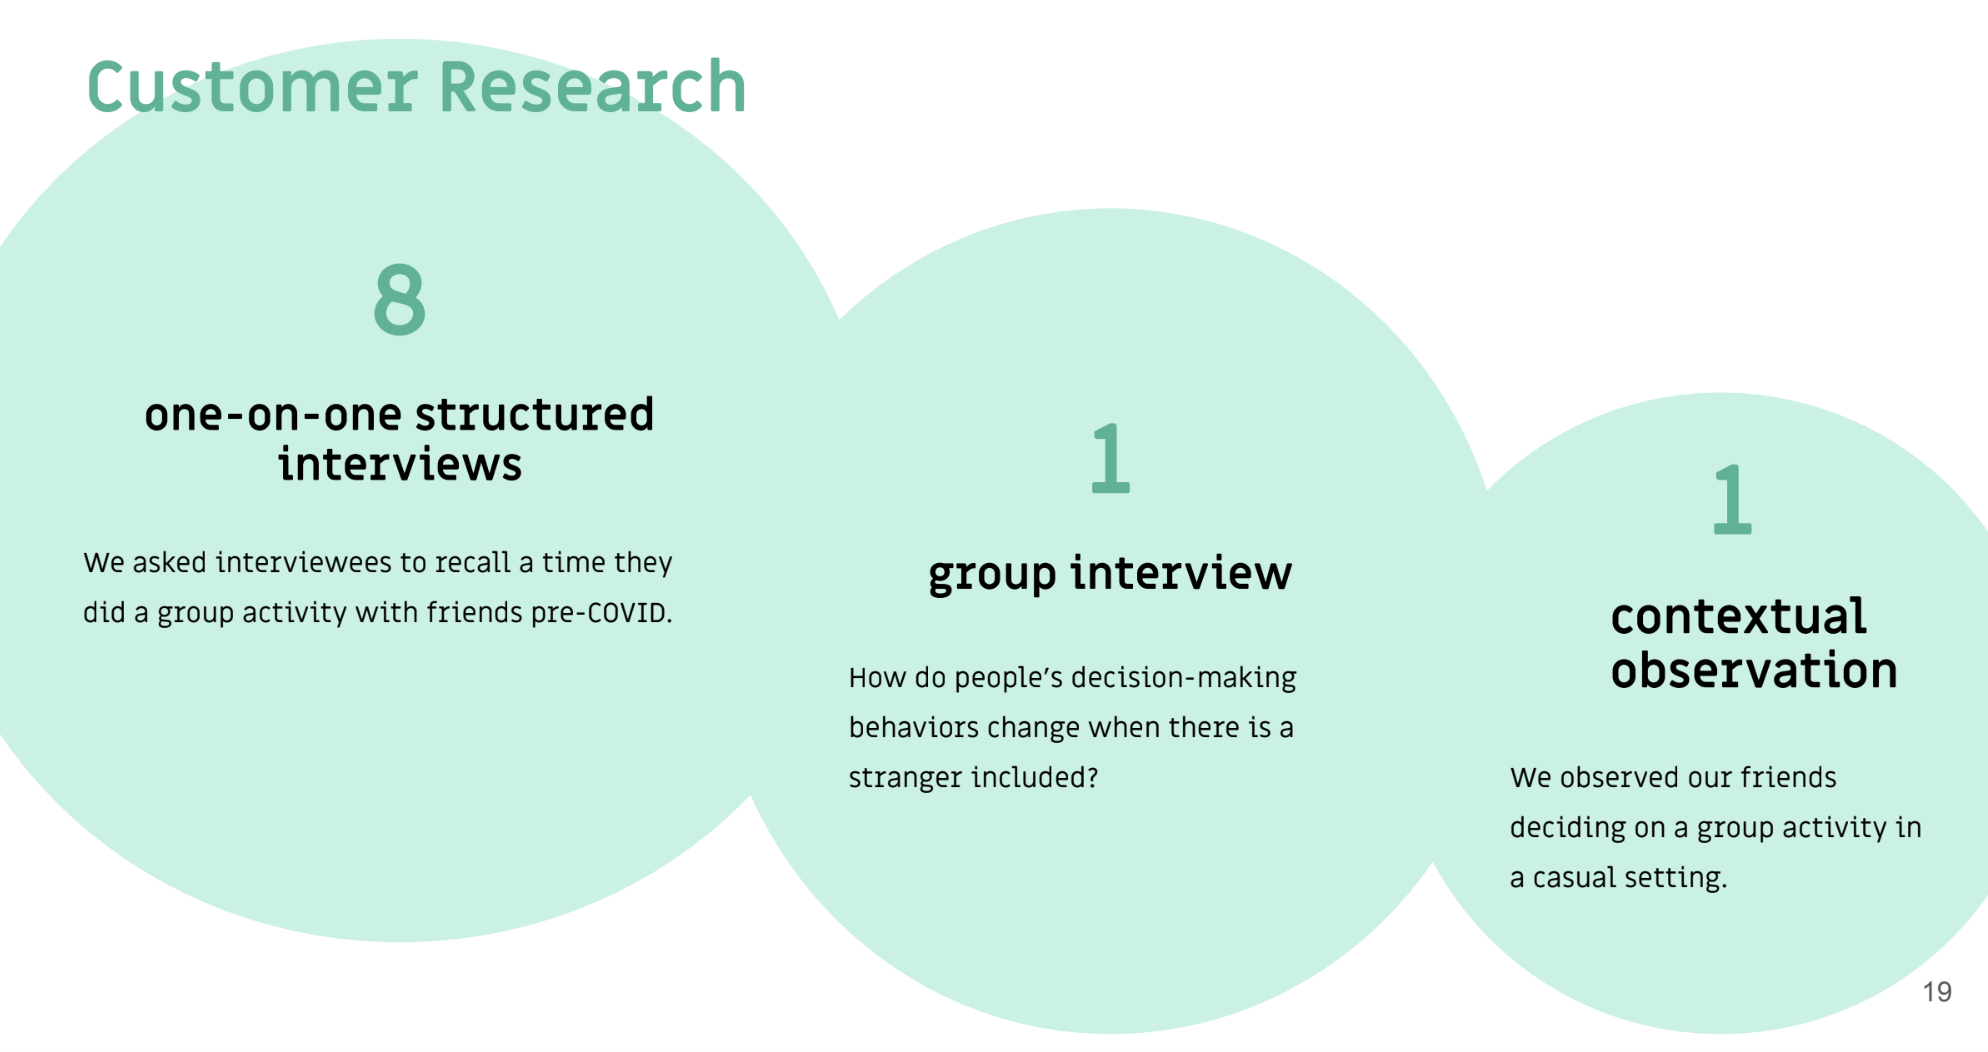 Customer Research
8
one-on-one structured
interviews
We asked interviewees to recall a time they
did a group activity with friends pre-COVID.
1
group interview
How do people’s decision-making
behaviors change when there is a
stranger included?
1
contextual
observation
We observed our friends
deciding on a group activity in
a casual setting.
19